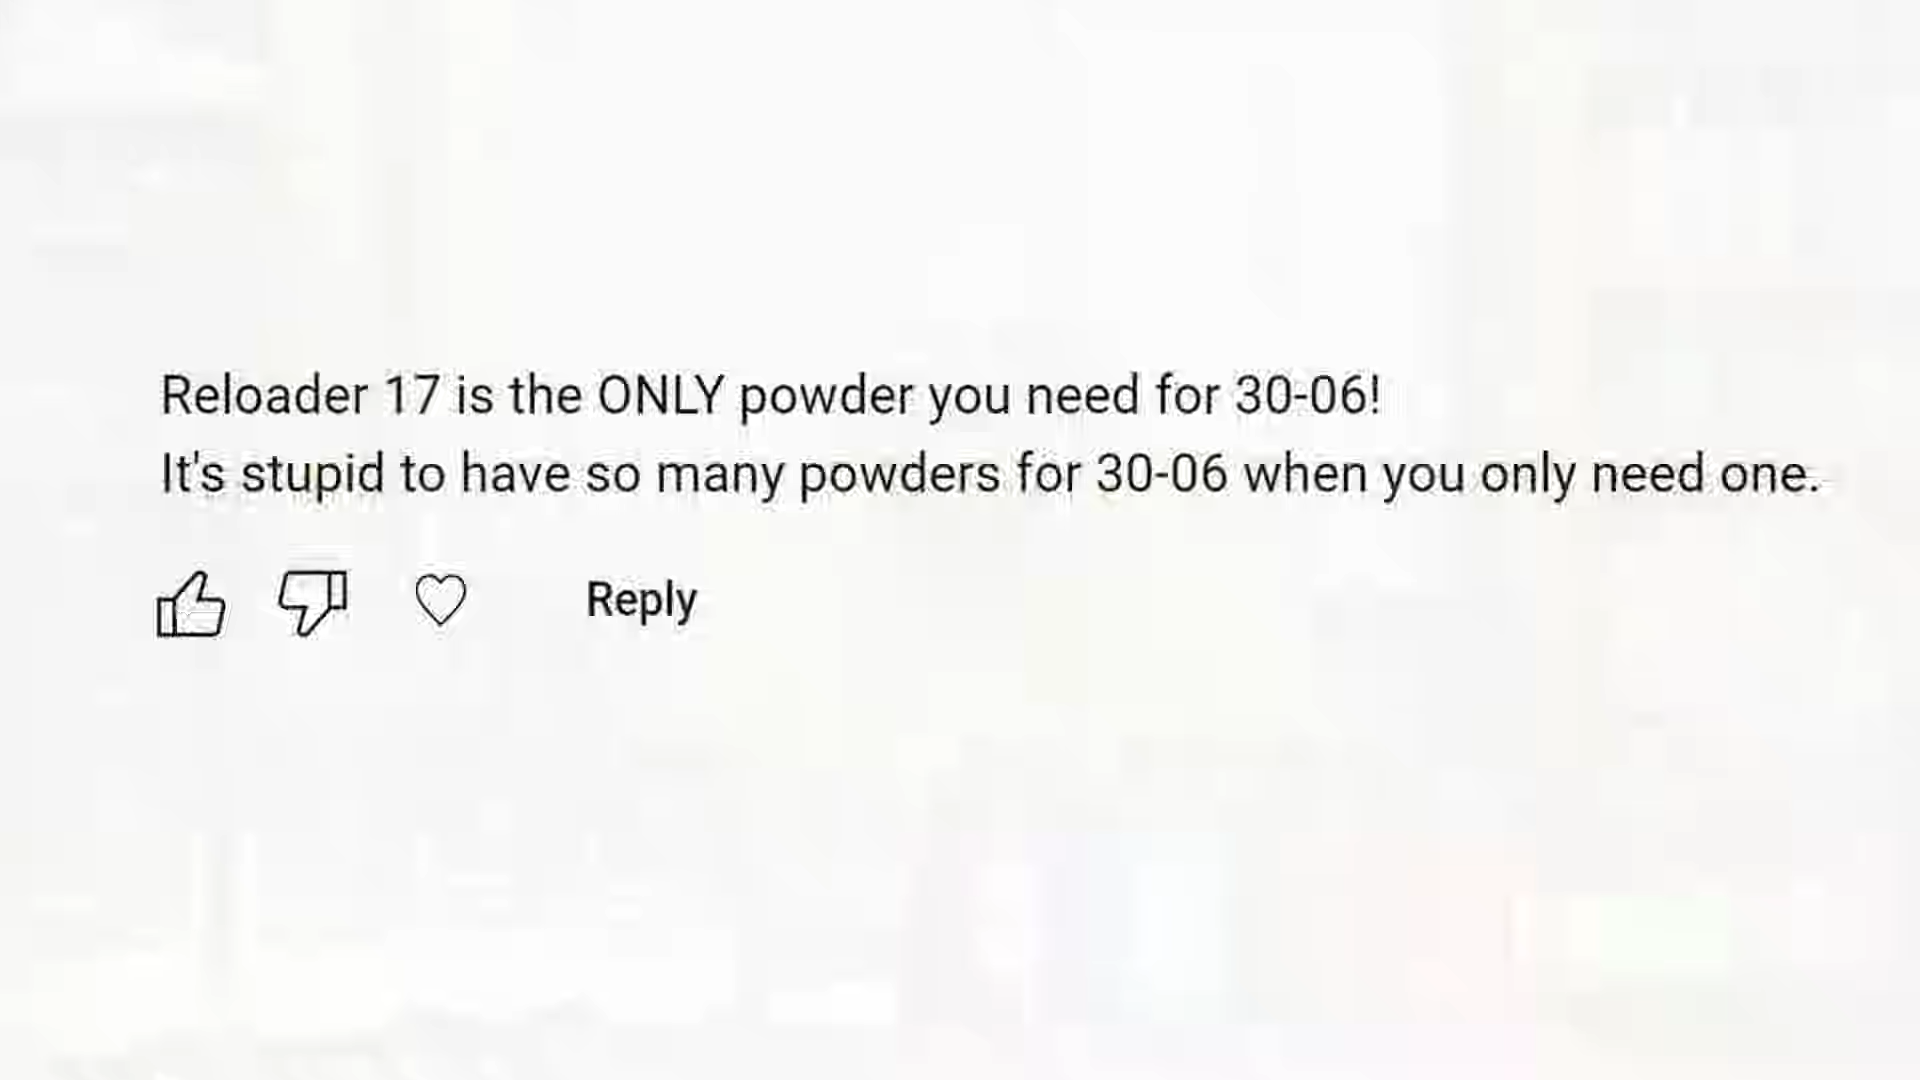 Reloader 17 is the ONLY powder you need for 30-06!
It's stupid to have so many powders for 30-06 when you only need one.
Reply